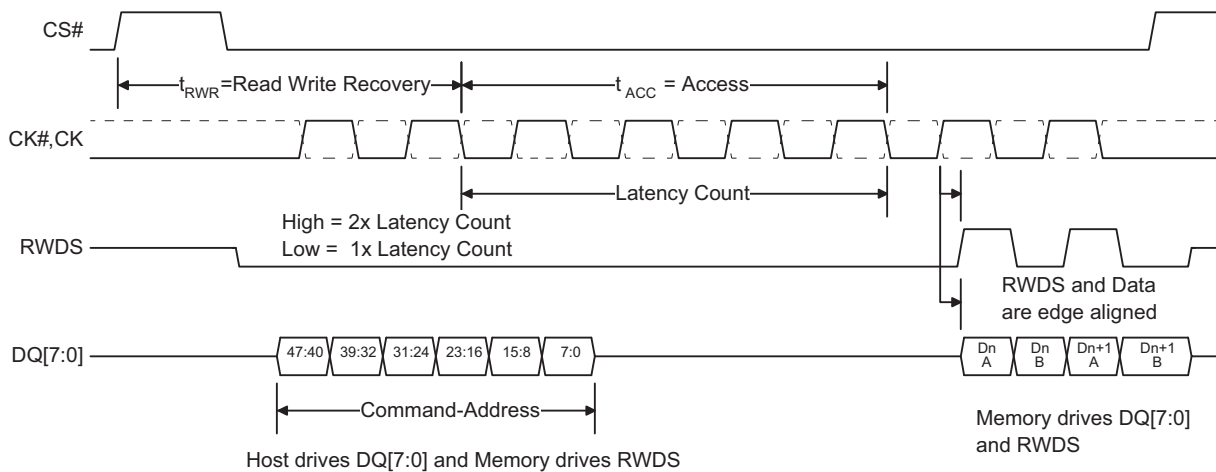 CS#
tRWR=Read Write Recovery
tACC = Access
CK#,CK
Latency Count
High = 2x Latency Count
Low = 1x Latency Count
RWDS
RWDS and Data
are edge aligned
DQ[7:0]
47:40 39:32 31:24 23:16 15:8 7:0
Dn A
Dn B
Dn+1 A
Dn+1 B
Command-Address
Memory drives DQ[7:0]
and RWDS
Host drives DQ[7:0] and Memory drives RWDS